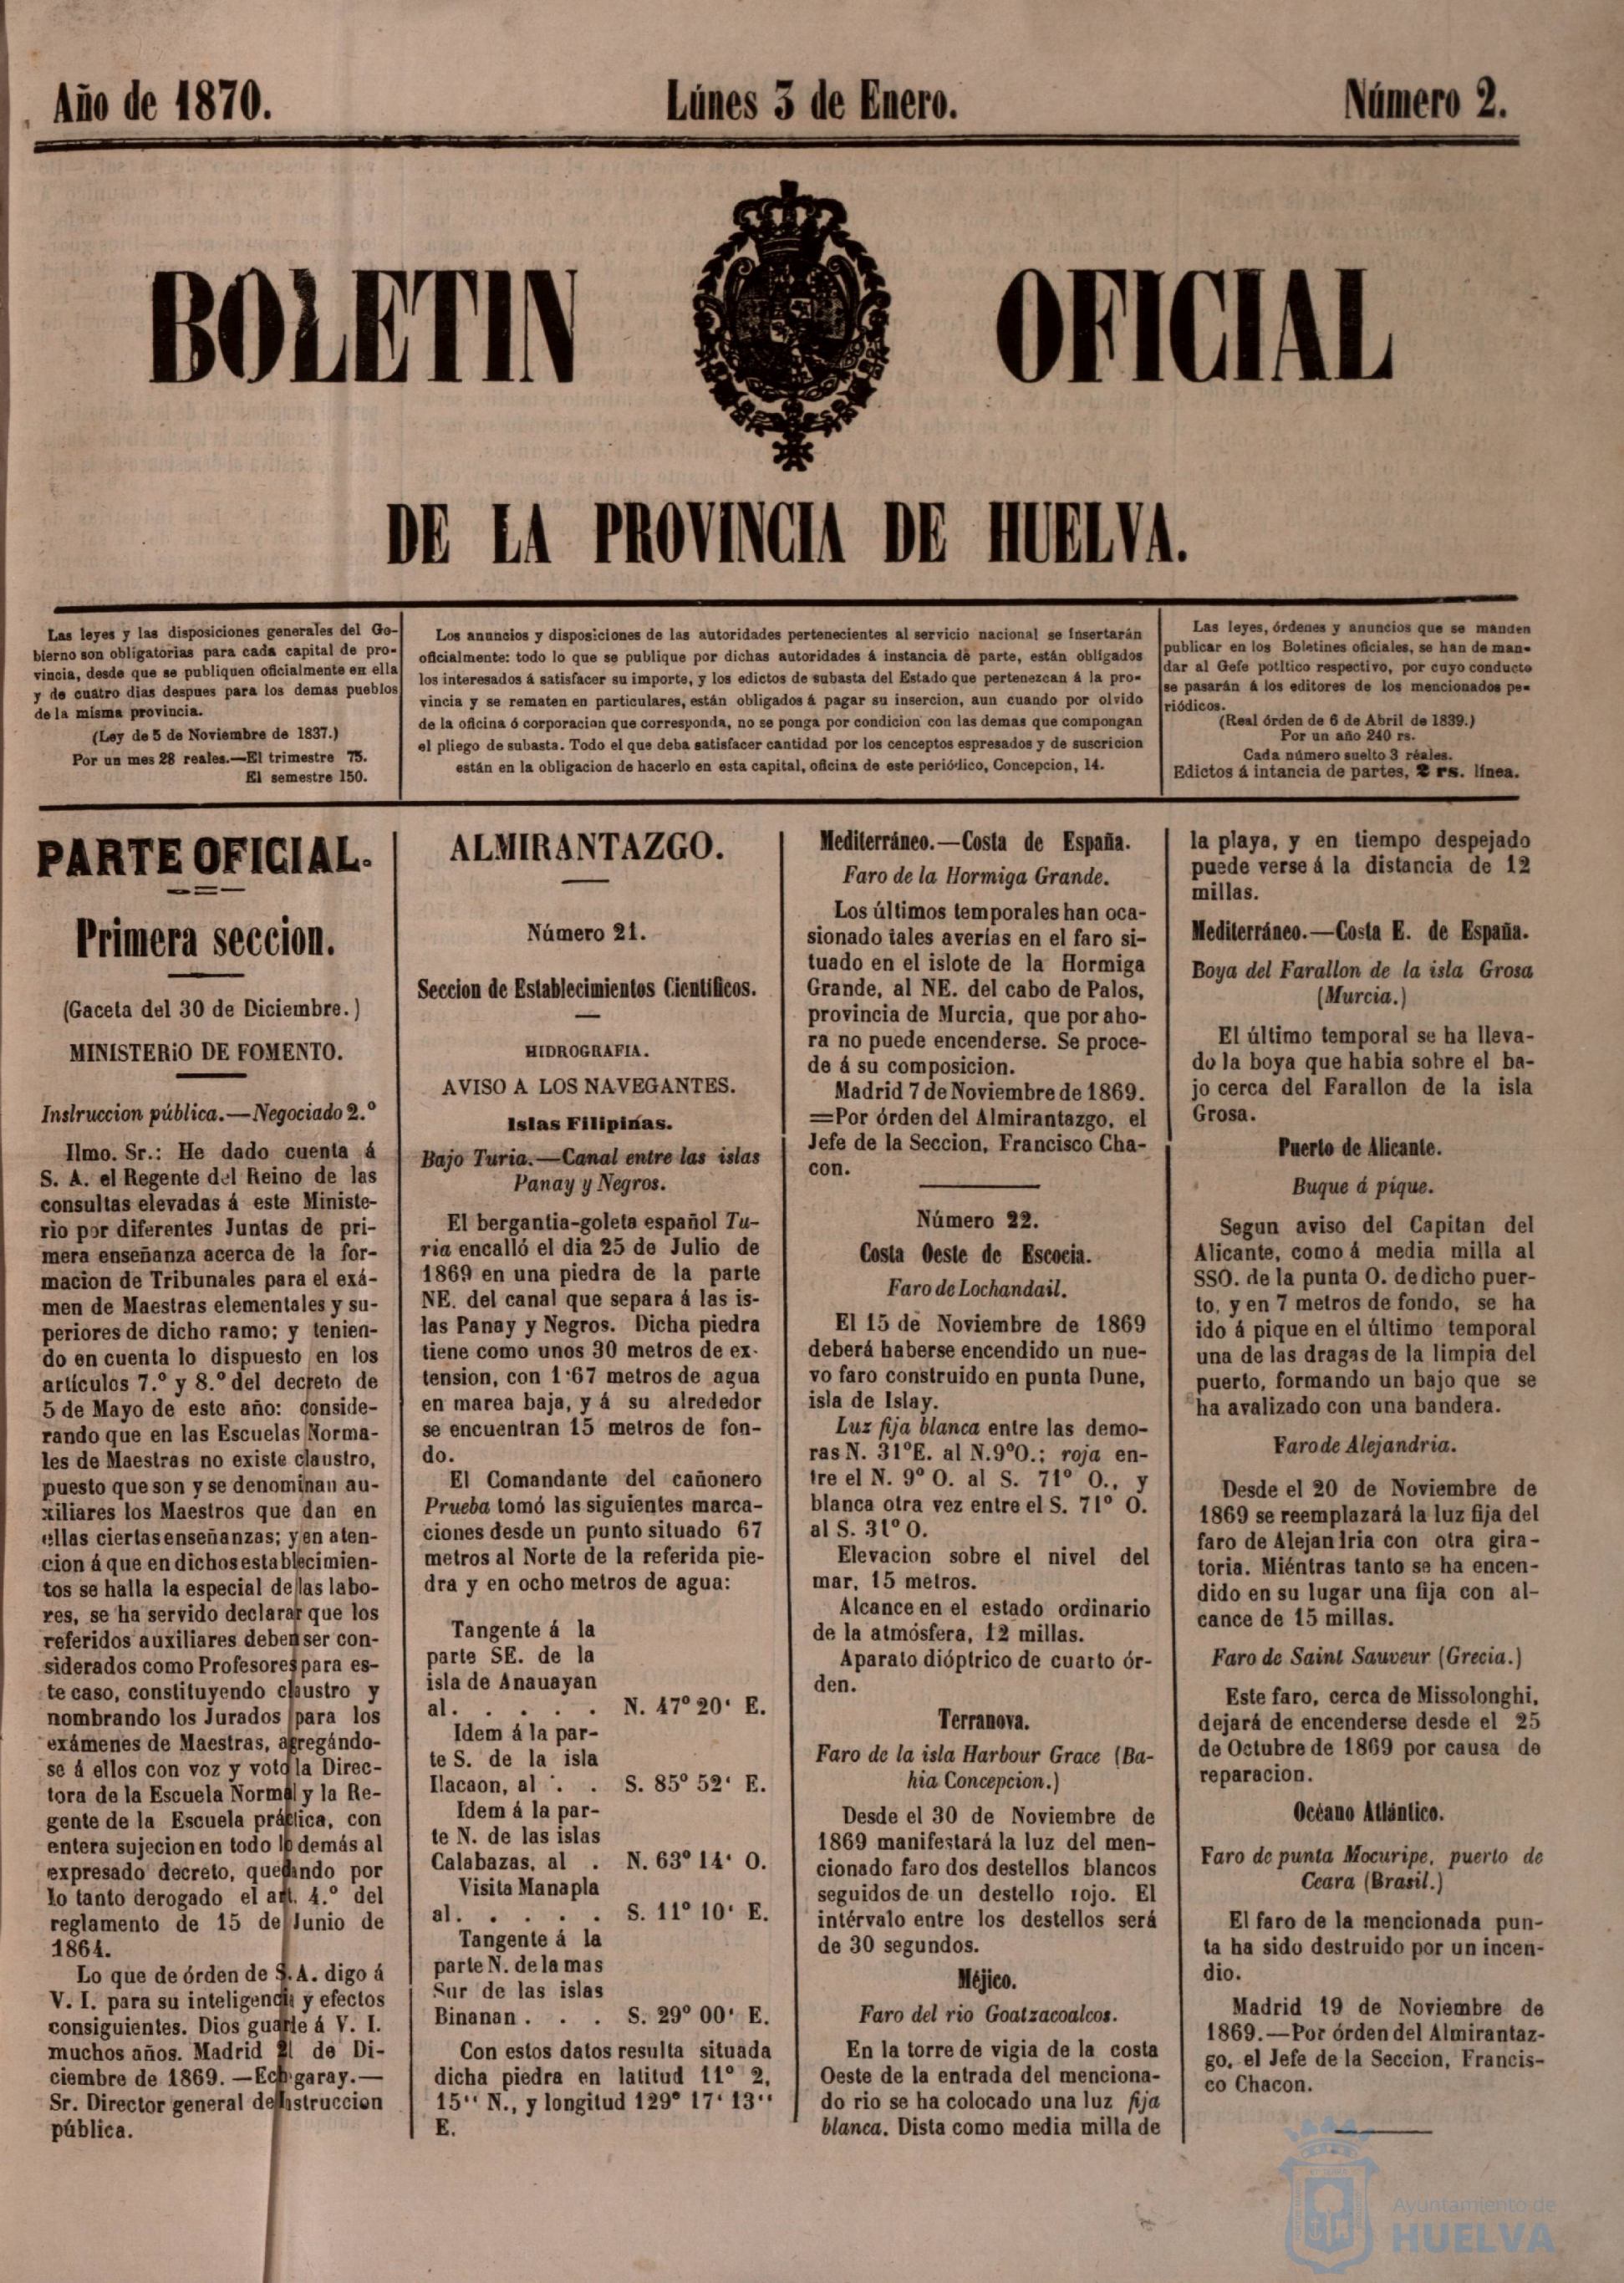 Año de 1870.
Lúnes 3 de Enero.
Número 2.
BOLETIN OFICIAL
DE LA PROVINCIA DE HUELVA.
Las leyes y las disposiciones generales del Go-
bierno son obligatorias para cada capital de pro-
vincia, desde que se publiquen oficialmente en ella
y de cuatro dias despues para los demas pueblos
de la misma provincia.
(Ley de 5 de Noviembre de 1837.)
Por un mes 28 reales.—El trimestre 75.
El semestre 150.
Los anuncios y disposiciones de las autoridades pertenecientes al servicio nacional se insertarán
oficialmente: todo lo que se publique por dichas autoridades á instancia de parte, están obligados
los interesados á satisfacer su importe, y los edictos de subasta del Estado que pertenezcan á la pro-
vincia y se rematen en particulares, están obligados á pagar su insercion, aun cuando por olvido
de la oficina ó corporacion que corresponda, no se ponga por condicion con las demas que compongan
el pliego de subasta. Todo el que deba satisfacer cantidad por los cenceptos espresados y de suscricion
están en la obligacion de hacerlo en esta capital, oficina de este periódico, Concepcion, 14.
Las leyes, órdenes y anuncios que se manden
publicar en los Boletines oficiales, se han de man-
dar al Gefe potltico respectivo, por cuyo conducto
se pasarán á los editores de los mencionados pe-
riódicos.
(Real órden de 6 de Abril de 1839.)
Por un año 240 rs.
Cada número suelto 3 réales.
Edictos á intancia de partes, 2 rs. línea.
PARTE OFICIAL.
Primera seccion.
(Gaceta del 30 de Diciembre.)
MINISTERIO DE FOMENTO.
Instruccion pública.—Negociado 2.º
Ilmo. Sr.: He dado cuenta á
S. A. el Regente del Reino de las
consultas elevadas á este Ministe-
rio por diferentes Juntas de pri-
mera enseñanza acerca de la for-
macion de Tribunales para el exá-
men de Maestras elementales y su-
periores de dicho ramo; y tenien-
do en cuenta lo dispuesto en los
artículos 7.º y 8.º del decreto de
5 de Mayo de este año: conside-
rando que en las Escuelas Norma-
les de Maestras no existe claustro,
puesto que son y se denominan au-
xiliares los Maestros que dan en
ellas ciertas enseñanzas; y en aten-
cion á que en dichos establecimien-
tos se halla la especial de las labo-
res, se ha servido declarar que los
referidos auxiliares deben ser con-
siderados como Profesores para es-
te caso, constituyendo claustro y
nombrando los Jurados para los
exámenes de Maestras, agregándo-
se á ellos con voz y voto la Direc-
tora de la Escuela Normal y la Re-
gente de la Escuela práctica, con
entera sujecion en todo lo demás al
expresado decreto, quedando por
lo tanto derogado el art. 4.º del
reglamento de 15 de Junio de
1864.
Lo que de órden de S. A. digo á
V. I. para su inteligencia y efectos
consiguientes. Dios guarde á V. I.
muchos años. Madrid 21 de Di-
ciembre de 1869.—Echegaray.—
Sr. Director general de Instruccion
pública.
ALMIRANTAZGO.
Número 21.
Seccion de Establecimientos Científicos.
HIDROGRAFIA.
AVISO A LOS NAVEGANTES.
Islas Filipinas.
Bajo Turia.—Canal entre las islas
Panay y Negros.
El bergantia-goleta español Tu-
ria encalló el dia 25 de Julio de
1869 en una piedra de la parte
NE. del canal que separa á las is-
las Panay y Negros. Dicha piedra
tiene como unos 30 metros de ex-
tension, con 1'67 metros de agua
en marea baja, y á su alrededor
se encuentran 15 metros de fon-
do.
El Comandante del cañonero
Prueba tomó las siguientes marca-
ciones desde un punto situado 67
metros al Norte de la referida pie-
dra y en ocho metros de agua:
Tangente á la
parte SE. de la
isla de Anauayan
al. . . . . . N. 47º 20' E.
Idem á la par-
te S. de la isla
Ilacaon, al . . S. 85º 52' E.
Idem á la par-
te N. de las islas
Calabazas, al . N. 63º 14' O.
Visita Manapla
al. . . . . . S. 11º 10' E.
Tangente á la
parte N. de la mas
Sur de las islas
Binanan . . . S. 29º 00' E.
Con estos datos resulta situada
dicha piedra en latitud 11º 2,
15'' N., y longitud 129º 17' 13''
E.
Mediterráneo.—Costa de España.
Faro de la Hormiga Grande.
Los últimos temporales han oca-
sionado tales averías en el faro si-
tuado en el islote de la Hormiga
Grande, al NE. del cabo de Palos,
provincia de Murcia, que por aho-
ra no puede encenderse. Se proce-
de á su composicion.
Madrid 7 de Noviembre de 1869.
=Por órden del Almirantazgo, el
Jefe de la Seccion, Francisco Cha-
con.
Número 22.
Costa Oeste de Escocia.
Faro de Lochandail.
El 15 de Noviembre de 1869
deberá haberse encendido un nue-
vo faro construido en punta Dune,
isla de Islay.
Luz fija blanca entre las demo-
ras N. 31ºE. al N.9ºO.; roja en-
tre el N. 9º O. al S. 71º O., y
blanca otra vez entre el S. 71º O.
al S. 31º O.
Elevacion sobre el nivel del
mar, 15 metros.
Alcance en el estado ordinario
de la atmósfera, 12 millas.
Aparato dióptrico de cuarto ór-
den.
Terranova.
Faro de la isla Harbour Grace (Ba-
hia Concepcion.)
Desde el 30 de Noviembre de
1869 manifestará la luz del men-
cionado faro dos destellos blancos
seguidos de un destello rojo. El
intérvalo entre los destellos será
de 30 segundos.
Méjico.
Faro del rio Goatzacoalcos.
En la torre de vigia de la costa
Oeste de la entrada del menciona-
do rio se ha colocado una luz fija
blanca. Dista como media milla de
la playa, y en tiempo despejado
puede verse á la distancia de 12
millas.
Mediterráneo.—Costa E. de España.
Boya del Farallon de la isla Grosa
(Murcia.)
El último temporal se ha lleva-
do la boya que habia sobre el ba-
jo cerca del Farallon de la isla
Grosa.
Puerto de Alicante.
Buque á pique.
Segun aviso del Capitan del
Alicante, como á media milla al
SSO. de la punta O. de dicho puer-
to, y en 7 metros de fondo, se ha
ido á pique en el último temporal
una de las dragas de la limpia del
puerto, formando un bajo que se
ha avalizado con una bandera.
Faro de Alejandria.
Desde el 20 de Noviembre de
1869 se reemplazará la luz fija del
faro de Alejandria con otra gira-
toria. Miéntras tanto se ha encen-
dido en su lugar una fija con al-
cance de 15 millas.
Faro de Saint Sauveur (Grecia.)
Este faro, cerca de Missolonghi,
dejará de encenderse desde el 25
de Octubre de 1869 por causa de
reparacion.
Océano Atlántico.
Faro de punta Mocuripe, puerto de
Ceara (Brasil.)
El faro de la mencionada pun-
ta ha sido destruido por un incen-
dio.
Madrid 19 de Noviembre de
1869.—Por órden del Almirantaz-
go, el Jefe de la Seccion, Francis-
co Chacon.
Ayuntamiento de
HUELVA